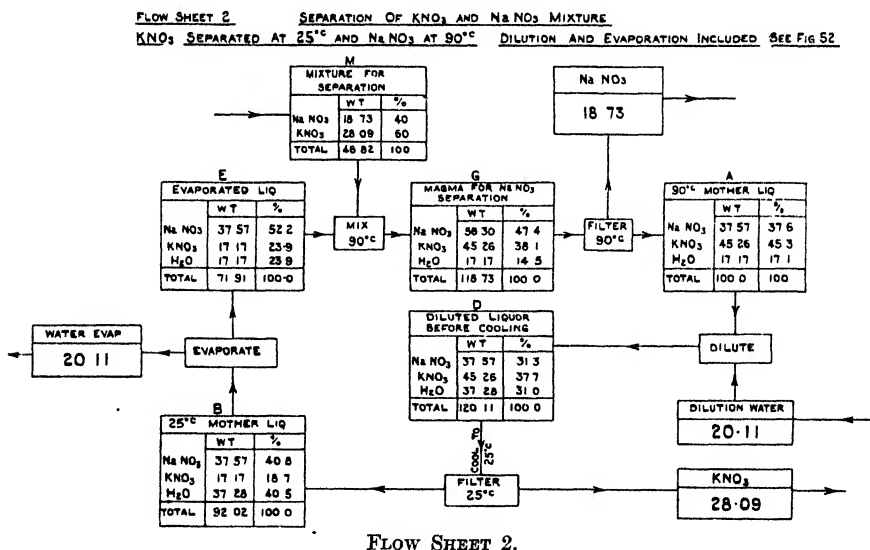 FLOW SHEET 2 SEPARATION OF KNO3 AND NaNO3 MIXTURE
KNO3 SEPARATED AT 25°C AND NaNO3 AT 90°C DILUTION AND EVAPORATION INCLUDED SEE FIG 52
M
MIXTURE FOR
SEPARATION
WT %
NaNO3 18 73 40
KNO3 28 09 60
TOTAL 46 82 100
NaNO3
18 73
E
EVAPORATED LIQ
WT %
NaNO3 37 57 52 2
KNO3 17 17 23·9
H2O 17 17 23 9
TOTAL 71 91 100·0
MIX
90°C
G
MAGMA FOR NaNO3
SEPARATION
WT %
NaNO3 56 30 47 4
KNO3 45 26 38 1
H2O 17 17 14 5
TOTAL 118 73 100 0
FILTER
90°C
A
90°C MOTHER LIQ
WT %
NaNO3 37 57 37 6
KNO3 45 26 45 3
H2O 17 17 17 1
TOTAL 100 0 100
WATER EVAP
20 11
EVAPORATE
D
DILUTED LIQUOR
BEFORE COOLING
WT %
NaNO3 37 57 31 3
KNO3 45 26 37 7
H2O 37 28 31 0
TOTAL 120 11 100 0
DILUTE
DILUTION WATER
20·11
B
25°C MOTHER LIQ
WT %
NaNO3 37 57 40 8
KNO3 17 17 18 7
H2O 37 28 40 5
TOTAL 92 02 100 0
COOL TO
25°C
FILTER
25°C
KNO3
28·09
FLOW SHEET 2.